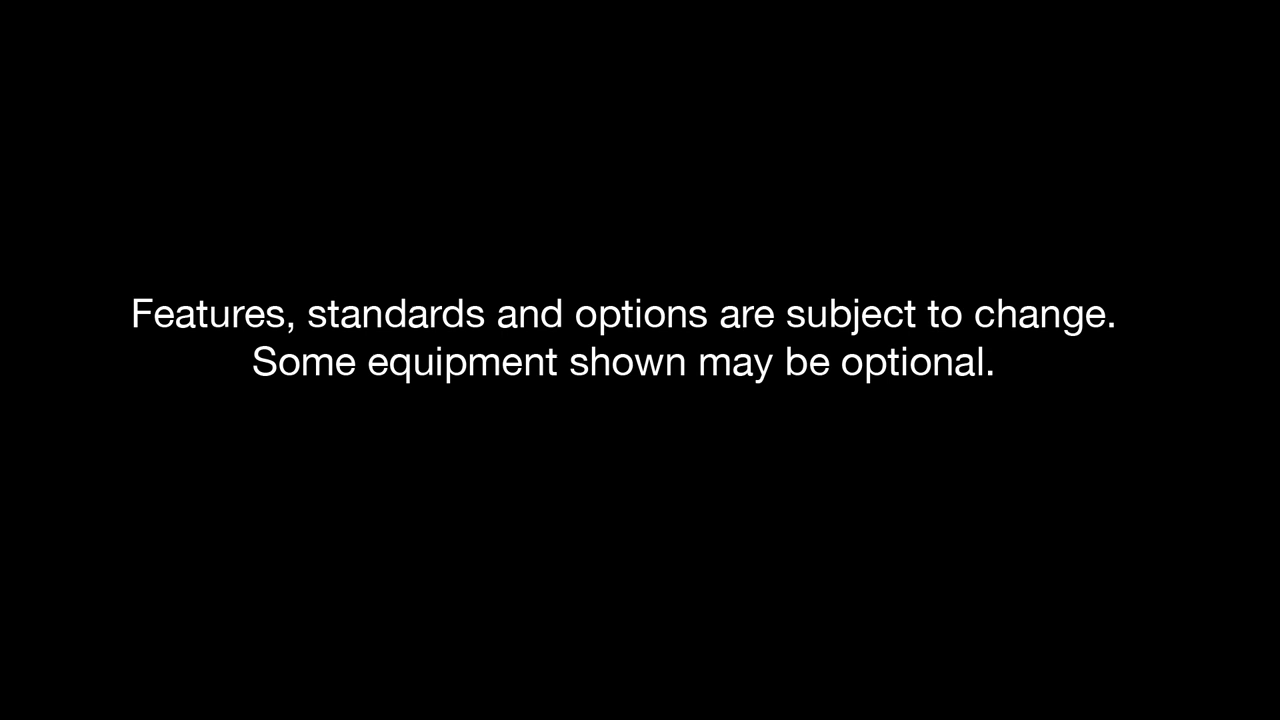 Features, standards and options are subject to change.
Some equipment shown may be optional.